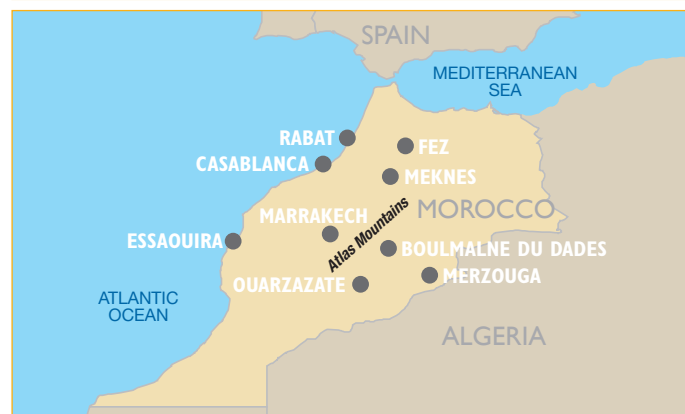 SPAIN
MEDITERRANEAN
SEA
RABAT
FEZ
CASABLANCA
MEKNES
MARRAKECH
MOROCCO
Atlas Mountains
ESSAOUIRA
BOULMALNE DU DADES
MERZOUGA
OUARZAZATE
ATLANTIC
OCEAN
ALGERIA